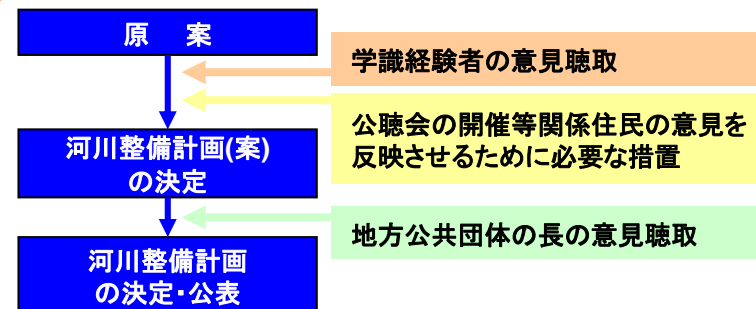 原　案
学識経験者の意見聴取
公聴会の開催等関係住民の意見を
反映させるために必要な措置
河川整備計画(案)
の決定
地方公共団体の長の意見聴取
河川整備計画
の決定・公表